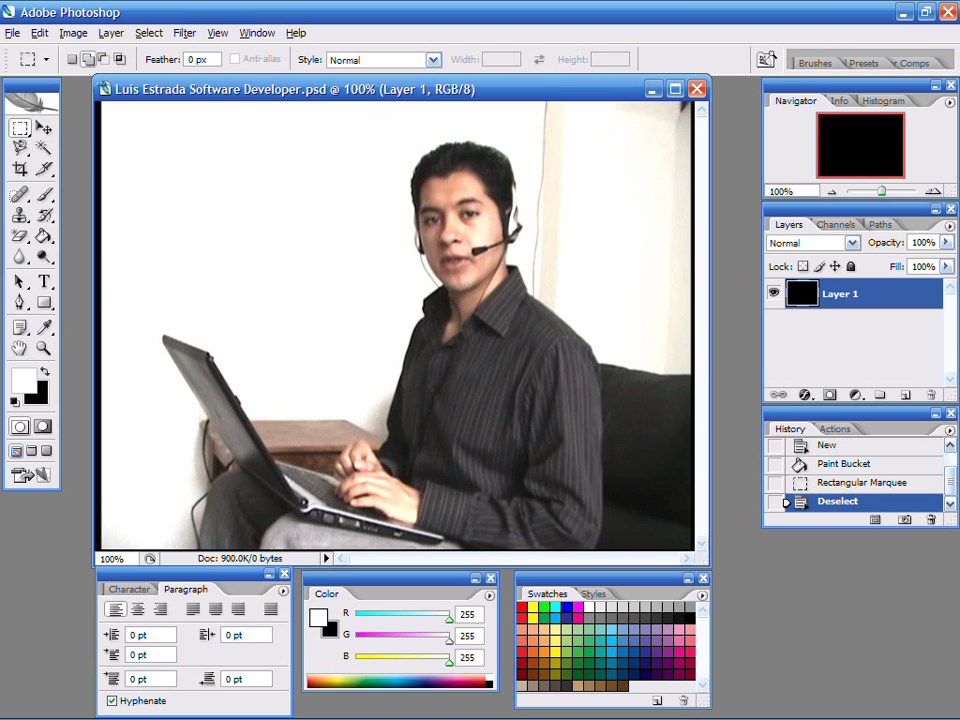 Adobe Photoshop
File Edit Image Layer Select Filter View Window Help
Feather: 0 px Anti-alias Style: Normal Width: Height: Brushes Presets r Comps
Luis Estrada Software Developer.psd @ 100% (Layer 1, RGB/8)
Navigator Info Histogram
100%
Layers Channels Paths
Normal Opacity: 100%
Lock: Fill: 100%
Layer 1
History Actions
New
Paint Bucket
Rectangular Marquee
Deselect
100% Doc: 900.0K/0 bytes
Character Paragraph
0 pt 0 pt
0 pt
0 pt 0 pt
Hyphenate
Color
R 255
G 255
B 255
Swatches Styles